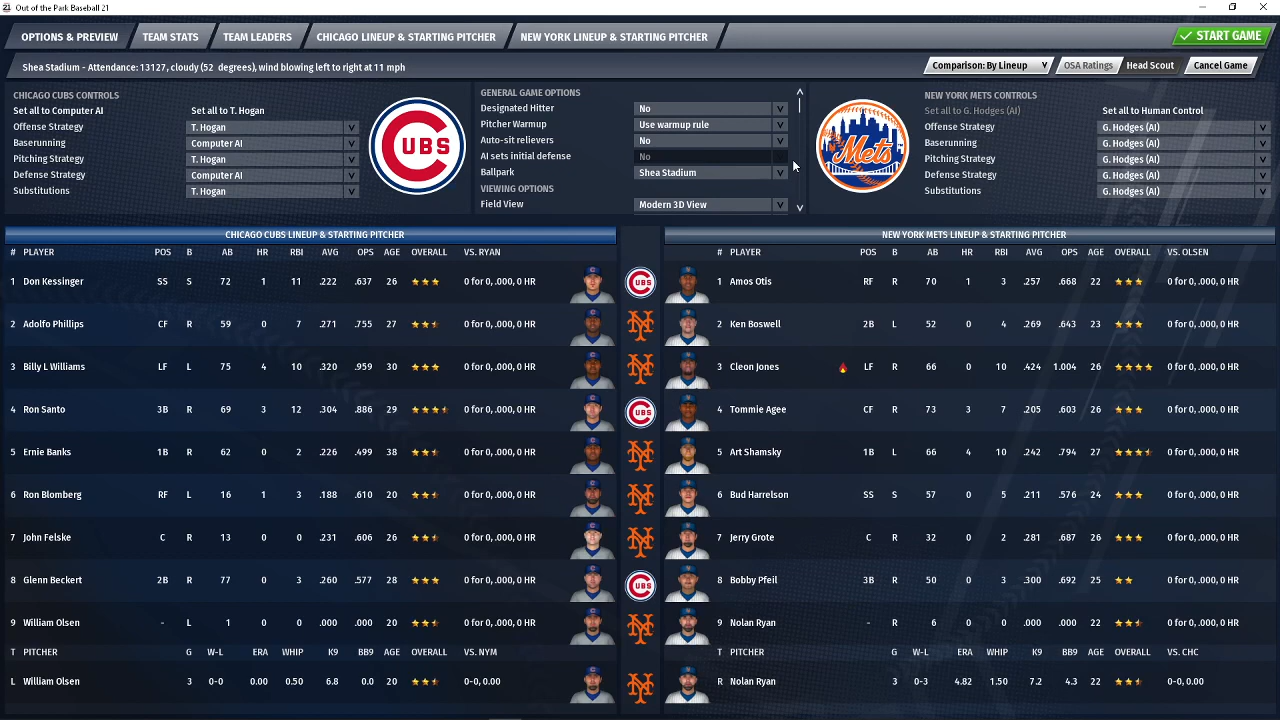 21 Out of the Park Baseball 21
OPTIONS & PREVIEW TEAM STATS TEAM LEADERS CHICAGO LINEUP & STARTING PITCHER NEW YORK LINEUP & STARTING PITCHER START GAME
Shea Stadium - Attendance: 13127, cloudy (52 degrees), wind blowing left to right at 11 mph Comparison: By Lineup OSA Ratings Head Scout Cancel Game
CHICAGO CUBS CONTROLS
Set all to Computer AI Set all to T. Hogan
Offense Strategy T. Hogan
Baserunning Computer AI
Pitching Strategy T. Hogan
Defense Strategy Computer AI
Substitutions T. Hogan
CUBS
GENERAL GAME OPTIONS
Designated Hitter No
Pitcher Warmup Use warmup rule
Auto-sit relievers No
AI sets initial defense No
Ballpark Shea Stadium
VIEWING OPTIONS
Field View Modern 3D View
Mets
NEW YORK METS CONTROLS
Set all to G. Hodges (AI) Set all to Human Control
Offense Strategy G. Hodges (AI)
Baserunning G. Hodges (AI)
Pitching Strategy G. Hodges (AI)
Defense Strategy G. Hodges (AI)
Substitutions G. Hodges (AI)
CHICAGO CUBS LINEUP & STARTING PITCHER
# PLAYER POS B AB HR RBI AVG OPS AGE OVERALL VS. RYAN
1 Don Kessinger SS S 72 1 11 .222 .637 26 0 for 0, .000, 0 HR
2 Adolfo Phillips CF R 59 0 7 .271 .755 27 0 for 0, .000, 0 HR
3 Billy L Williams LF L 75 4 10 .320 .959 30 0 for 0, .000, 0 HR
4 Ron Santo 3B R 69 3 12 .304 .886 29 0 for 0, .000, 0 HR
5 Ernie Banks 1B R 62 0 2 .226 .499 38 0 for 0, .000, 0 HR
6 Ron Blomberg RF L 16 1 3 .188 .610 20 0 for 0, .000, 0 HR
7 John Felske C R 13 0 0 .231 .606 26 0 for 0, .000, 0 HR
8 Glenn Beckert 2B R 77 0 3 .260 .577 28 0 for 0, .000, 0 HR
9 William Olsen - L 1 0 0 .000 .000 20 0 for 0, .000, 0 HR
T PITCHER G W-L ERA WHIP K9 BB9 AGE OVERALL VS. NYM
L William Olsen 3 0-0 0.00 0.50 6.8 0.0 20 0-0, 0.00
CUBS
NY
NY
CUBS
NY
NY
NY
CUBS
NY
NY
NEW YORK METS LINEUP & STARTING PITCHER
# PLAYER POS B AB HR RBI AVG OPS AGE OVERALL VS. OLSEN
1 Amos Otis RF R 70 1 3 .257 .668 22 0 for 0, .000, 0 HR
2 Ken Boswell 2B L 52 0 4 .269 .643 23 0 for 0, .000, 0 HR
3 Cleon Jones LF R 66 0 10 .424 1.004 26 0 for 0, .000, 0 HR
4 Tommie Agee CF R 73 3 7 .205 .603 26 0 for 0, .000, 0 HR
5 Art Shamsky 1B L 66 4 10 .242 .794 27 0 for 0, .000, 0 HR
6 Bud Harrelson SS S 57 0 5 .211 .576 24 0 for 0, .000, 0 HR
7 Jerry Grote C R 32 0 2 .281 .687 26 0 for 0, .000, 0 HR
8 Bobby Pfeil 3B R 50 0 3 .300 .692 25 0 for 0, .000, 0 HR
9 Nolan Ryan - R 6 0 0 .000 .000 22 0 for 0, .000, 0 HR
T PITCHER G W-L ERA WHIP K9 BB9 AGE OVERALL VS. CHC
R Nolan Ryan 3 0-3 4.82 1.50 7.2 4.3 22 0-0, 0.00